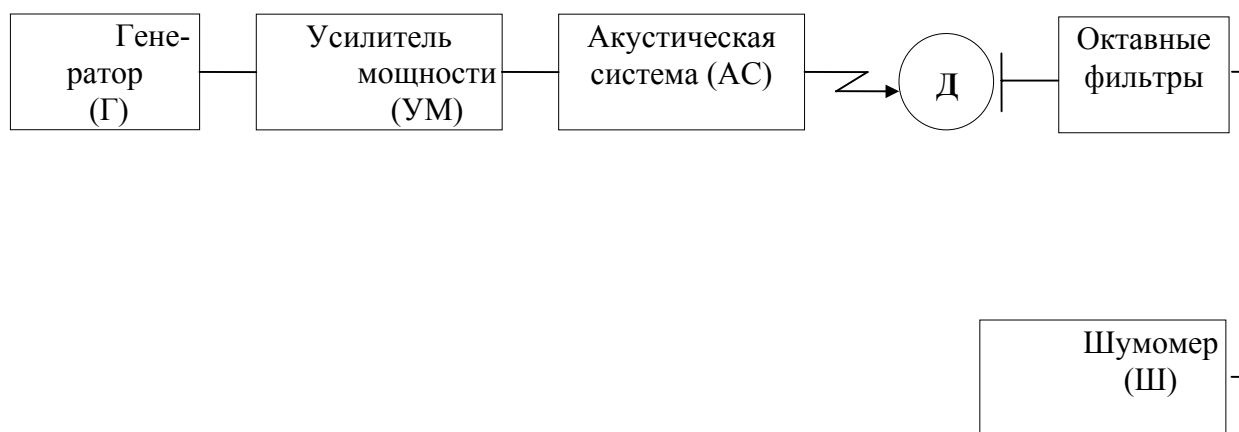 Гене-
ратор
(Г)
Усилитель
мощности
(УМ)
Акустическая
система (АС)
Д
Октавные
фильтры
Шумомер
(Ш)